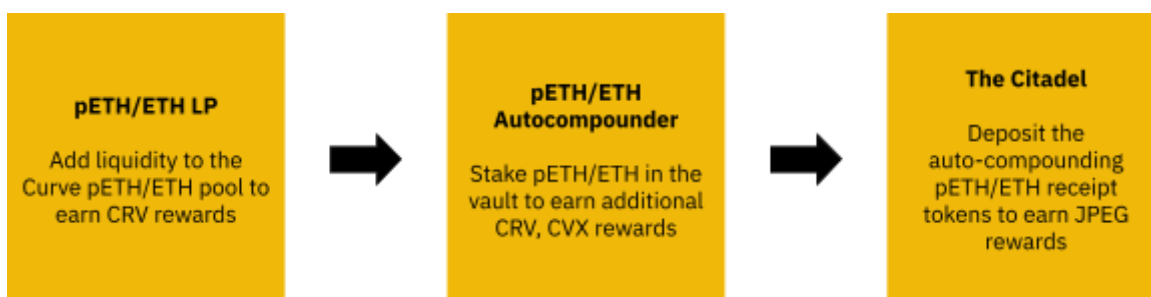 pETH/ETH LP
Add liquidity to the
Curve pETH/ETH pool to
earn CRV rewards
pETH/ETH
Autocompounder
Stake pETH/ETH in the
vault to earn additional
CRV, CVX rewards
The Citadel
Deposit the
auto-compounding
pETH/ETH receipt
tokens to earn JPEG
rewards